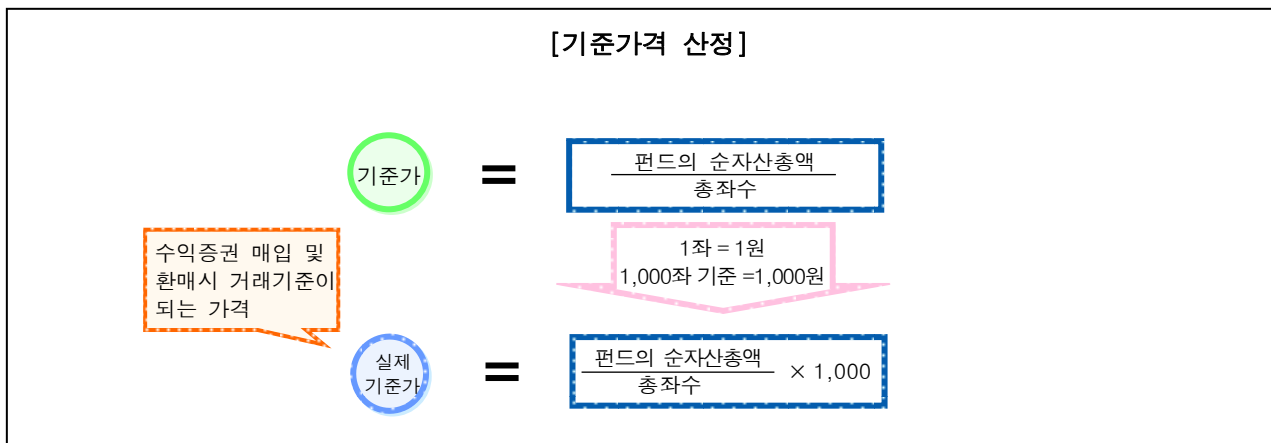 [기준가격 산정]
기준가
=
펀드의 순자산총액
총좌수
1좌 = 1원
1,000좌 기준 =1,000원
수익증권 매입 및
환매시 거래기준이
되는 가격
실제
기준가
=
펀드의 순자산총액
총좌수
× 1,000